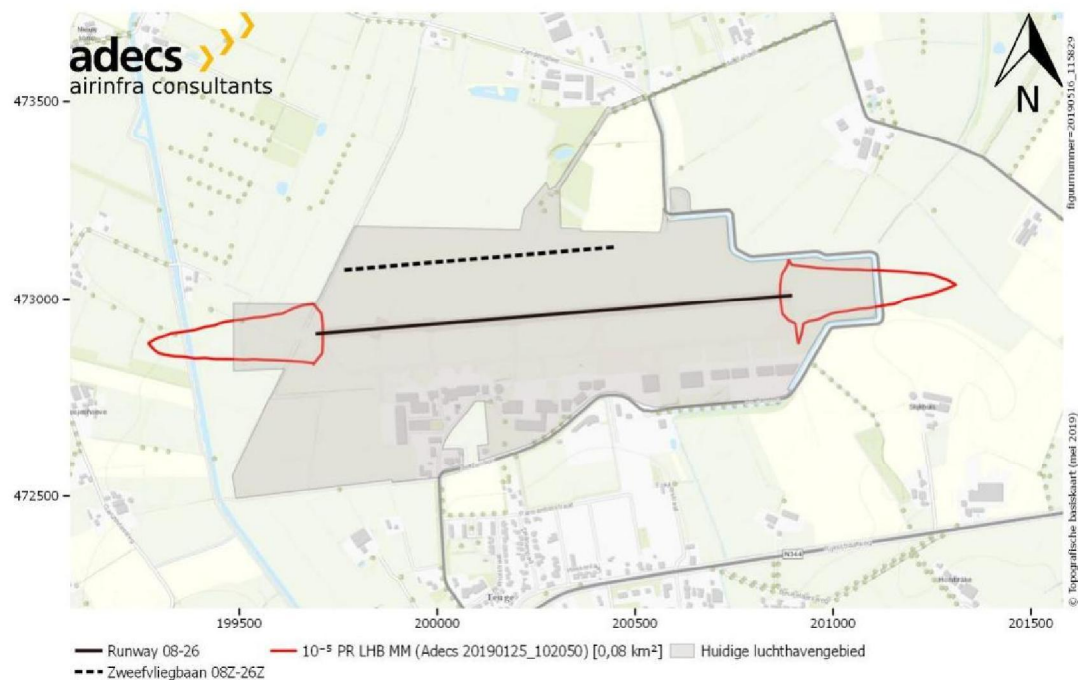 adecs
airinfra consultants
N
figuurnummer=20190516_115829
473500
473000
472500
N344
Teuge
© Topografische basiskaart (mei 2019)
199500
200000
200500
201000
201500
Runway 08-26
10⁻⁵ PR LHB MM (Adecs 20190125_102050) [0,08 km²]
Huidige luchthavengebied
Zweefvliegbaan 08Z-26Z